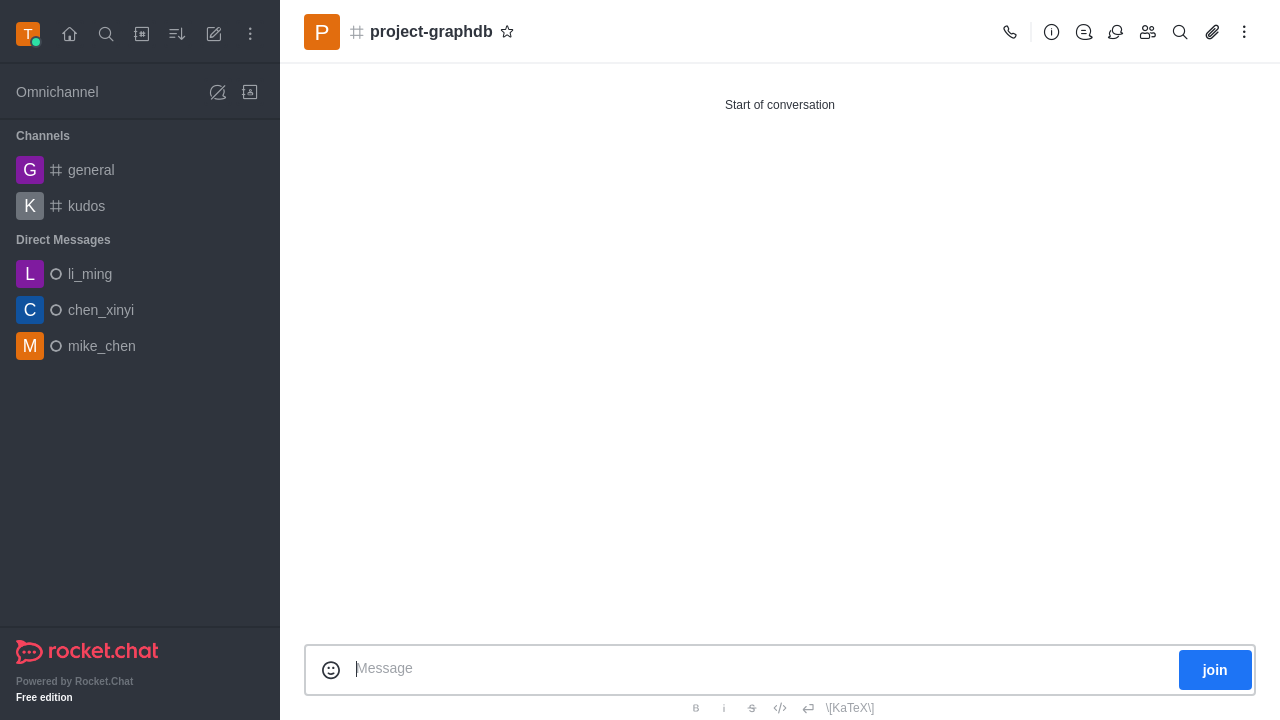 T
Omnichannel
Channels
G general
K kudos
Direct Messages
L li_ming
C chen_xinyi
M mike_chen
rocket.chat
Powered by Rocket.Chat
Free edition
P project-graphdb
Start of conversation
Message
join
B i S \[KaTeX\]